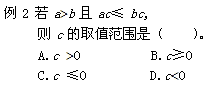 例 2 若 a>b 且 ac≤ bc,
则 c 的取值范围是 ( )。
A. c >0 B. c≥0
C. c ≤0 D.c<0